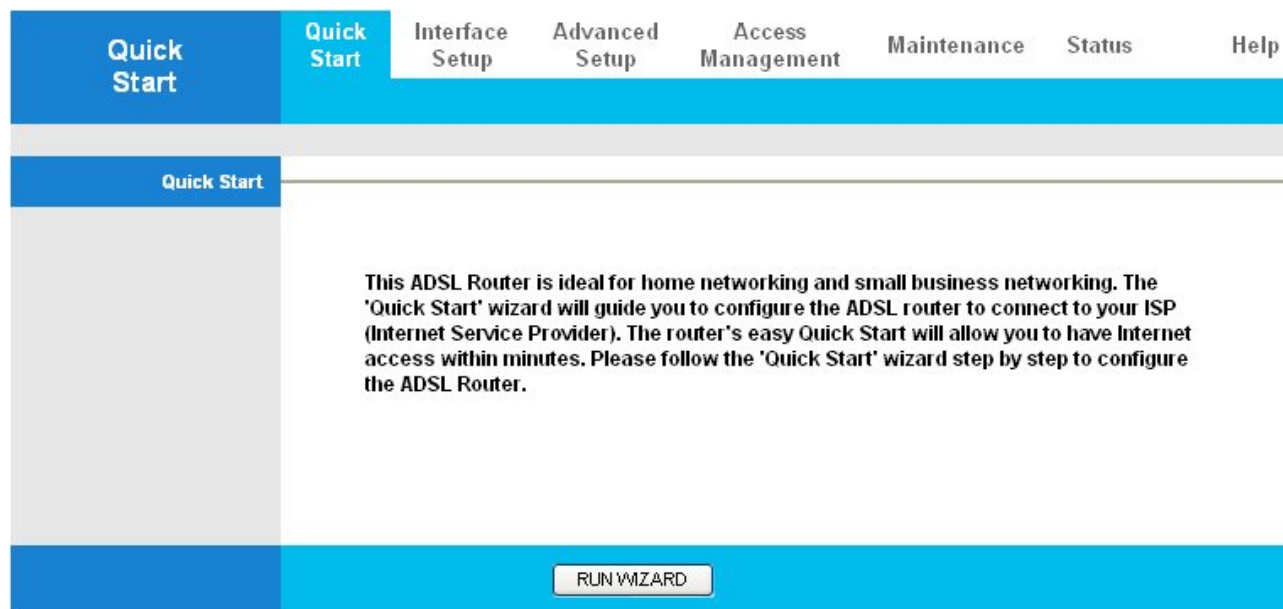 Quick
Start
Quick
Start
Interface
Setup
Advanced
Setup
Access
Management
Maintenance
Status
Help
Quick Start
This ADSL Router is ideal for home networking and small business networking. The
'Quick Start' wizard will guide you to configure the ADSL router to connect to your ISP
(Internet Service Provider). The router's easy Quick Start will allow you to have Internet
access within minutes. Please follow the 'Quick Start' wizard step by step to configure
the ADSL Router.
RUN WIZARD